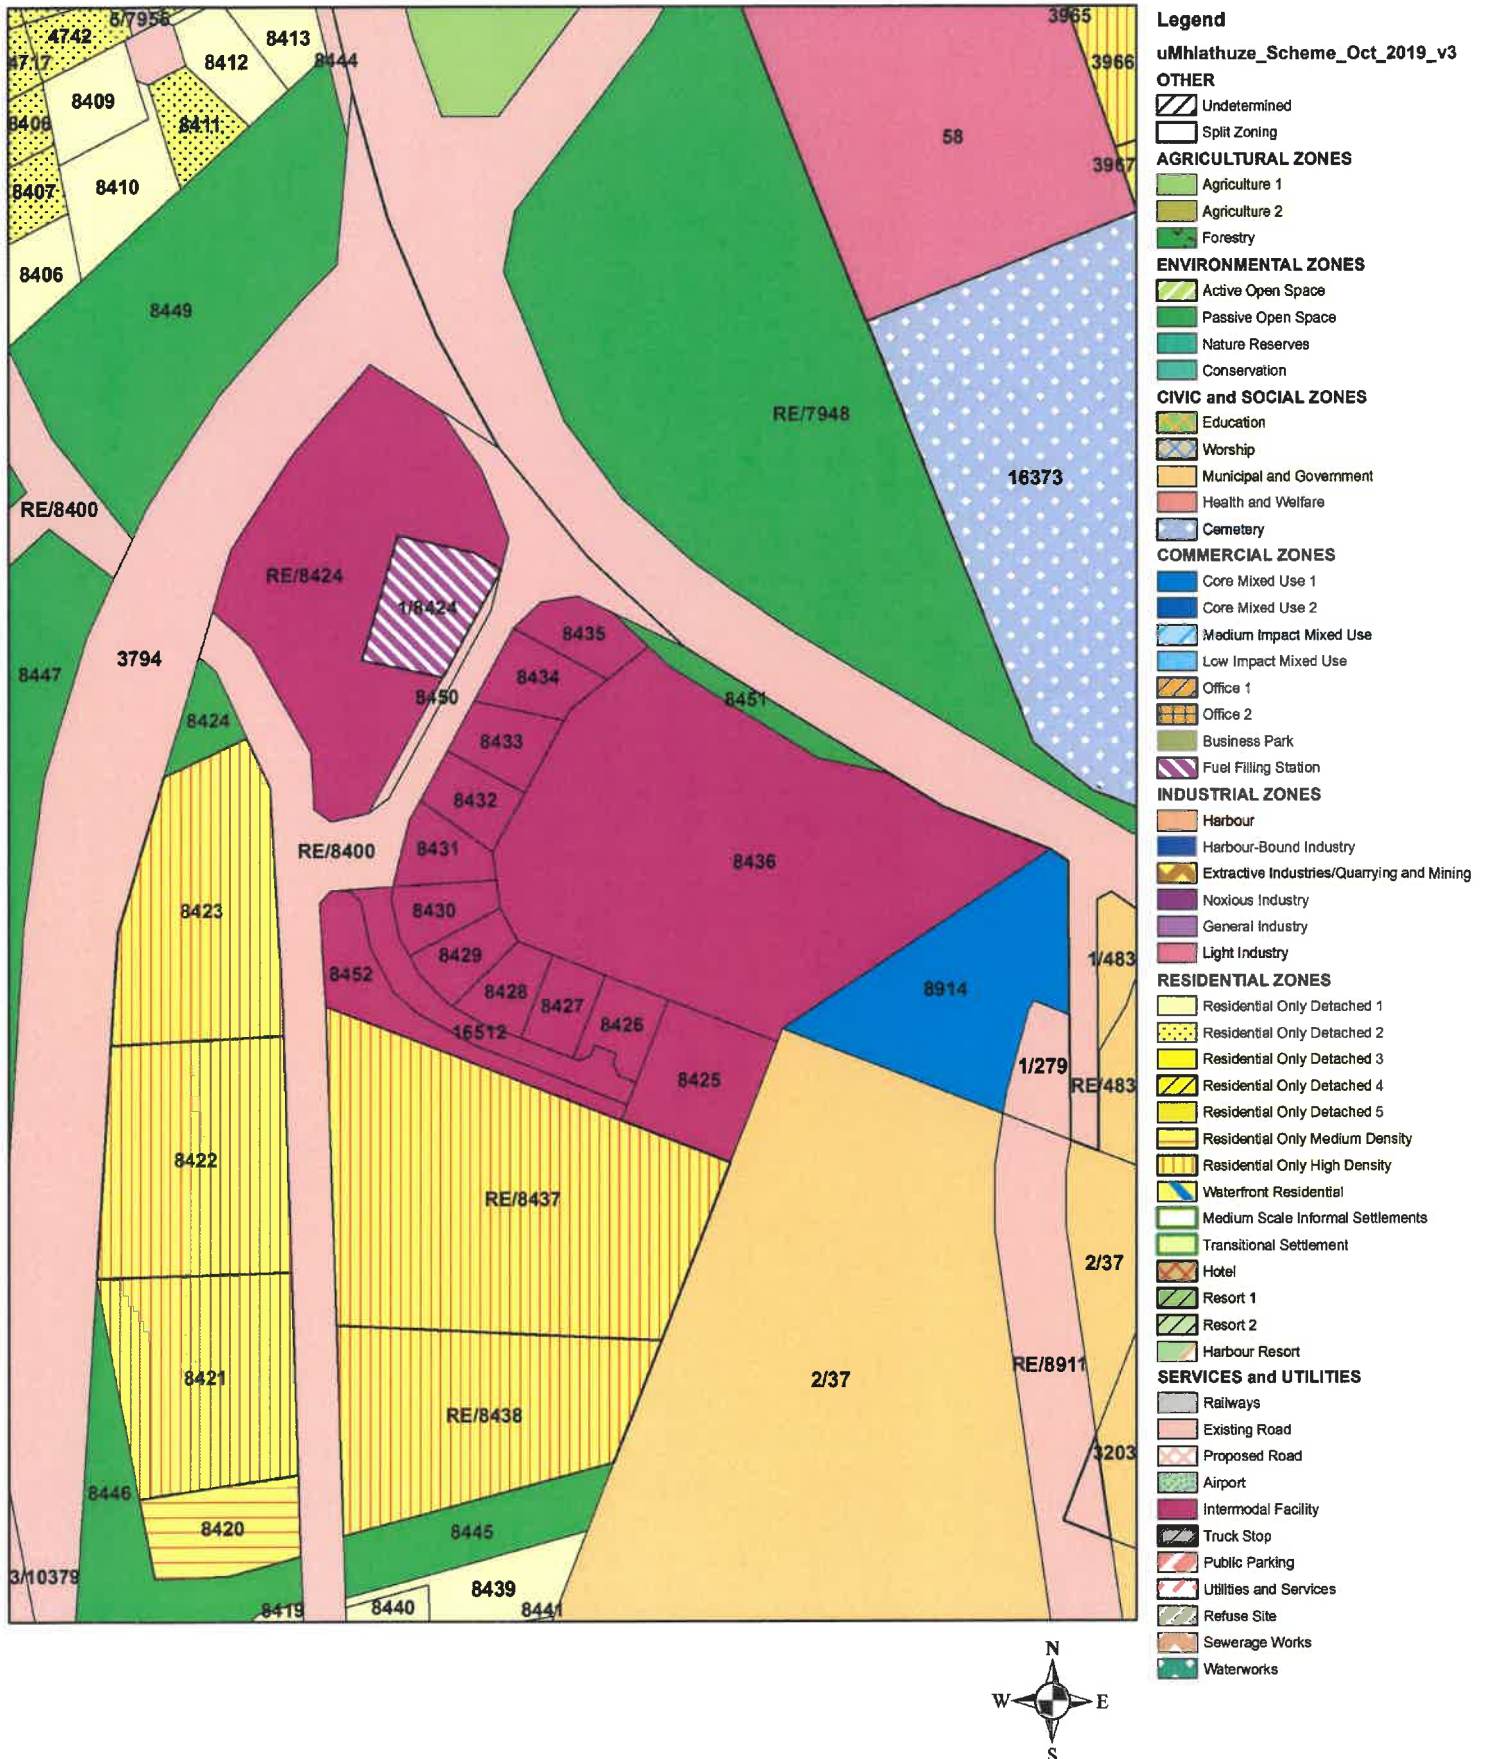 6/7956
3965
4742
8413
8412
8444
4717
3966
8409
58
8408
8411
3967
8407
8410
8406
8449
RE/7948
16373
RE/8400
RE/8424
1/8424
8435
3794
8447
8434
8450
8451
8424
8433
8432
RE/8400
8431
8436
8423
8430
8429
1/483
8452
8428
8914
8427
8426
16512
1/279
8425
RE/483
8422
RE/8437
2/37
RE/8911
8421
2/37
RE/8438
3203
8446
8420
8445
3/10379
8439
8419
8440
8441
Legend
uMhlathuze_Scheme_Oct_2019_v3
OTHER
Undetermined
Split Zoning
AGRICULTURAL ZONES
Agriculture 1
Agriculture 2
Forestry
ENVIRONMENTAL ZONES
Active Open Space
Passive Open Space
Nature Reserves
Conservation
CIVIC and SOCIAL ZONES
Education
Worship
Municipal and Government
Health and Welfare
Cemetery
COMMERCIAL ZONES
Core Mixed Use 1
Core Mixed Use 2
Medium Impact Mixed Use
Low Impact Mixed Use
Office 1
Office 2
Business Park
Fuel Filling Station
INDUSTRIAL ZONES
Harbour
Harbour-Bound Industry
Extractive Industries/Quarrying and Mining
Noxious Industry
General Industry
Light Industry
RESIDENTIAL ZONES
Residential Only Detached 1
Residential Only Detached 2
Residential Only Detached 3
Residential Only Detached 4
Residential Only Detached 5
Residential Only Medium Density
Residential Only High Density
Waterfront Residential
Medium Scale Informal Settlements
Transitional Settlement
Hotel
Resort 1
Resort 2
Harbour Resort
SERVICES and UTILITIES
Railways
Existing Road
Proposed Road
Airport
Intermodal Facility
Truck Stop
Public Parking
Utilities and Services
Refuse Site
Sewerage Works
Waterworks
N
W
E
S